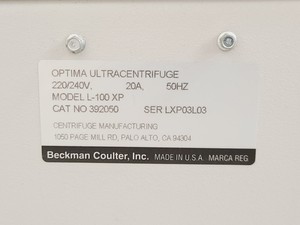 OPTIMA ULTRACENTRIFUGE
220/240V, 20A, 50HZ
MODEL L-100 XP
CAT NO 392050 SER LXP03L03
CENTRIFUGE MANUFACTURING
1050 PAGE MILL RD, PALO ALTO, CA 94304
Beckman Coulter, Inc. MADE IN U.S.A. MARCA REG